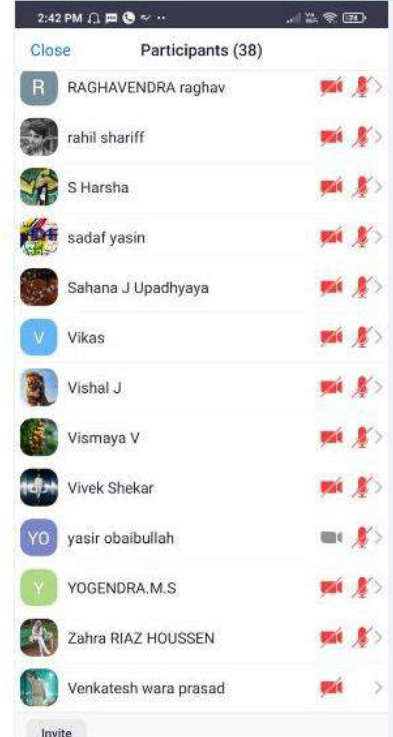 2:42 PM
74
Close Participants (38)
R RAGHAVENDRA raghav
rahil shariff
S Harsha
sadaf yasin
Sahana J Upadhyaya
V Vikas
Vishal J
Vismaya V
Vivek Shekar
YO yasir obaibullah
Y YOGENDRA.M.S
Zahra RIAZ HOUSSEN
Venkatesh wara prasad
Invite